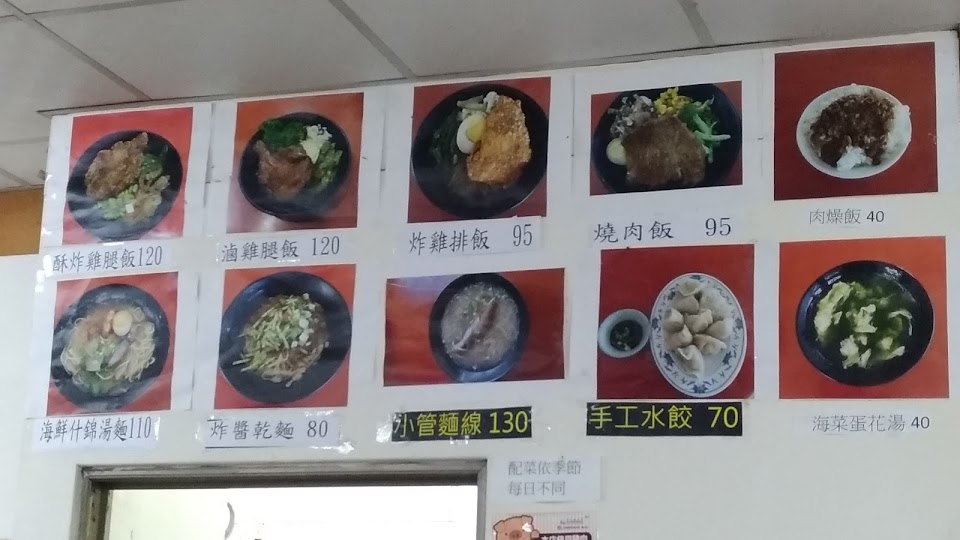 酥炸雞腿飯120
滷雞腿飯 120
炸雞排飯 95
燒肉飯 95
肉燥飯 40
海鮮什錦湯麵110
炸醬乾麵 80
小管麵線 130
手工水餃 70
海菜蛋花湯 40
配菜依季節
每日不同